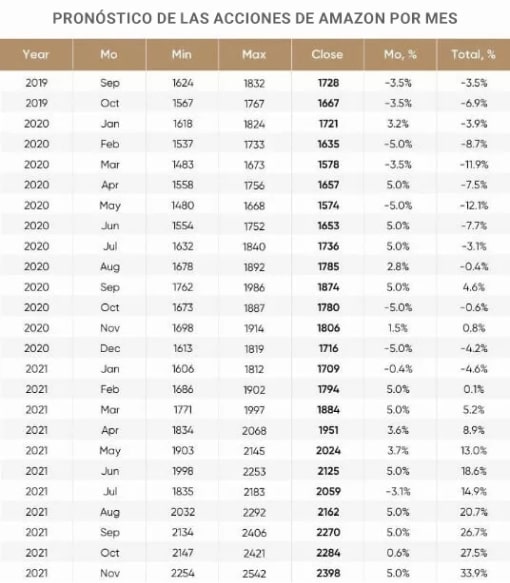 PRONÓSTICO DE LAS ACCIONES DE AMAZON POR MES
Year Mo Min Max Close Mo, % Total, %
2019 Sep 1624 1832 1728 -3.5% -3.5%
2019 Oct 1567 1767 1667 -3.5% -6.9%
2020 Jan 1618 1824 1721 3.2% -3.9%
2020 Feb 1537 1733 1635 -5.0% -8.7%
2020 Mar 1483 1673 1578 -3.5% -11.9%
2020 Apr 1558 1756 1657 5.0% -7.5%
2020 May 1480 1668 1574 -5.0% -12.1%
2020 Jun 1554 1752 1653 5.0% -7.7%
2020 Jul 1632 1840 1736 5.0% -3.1%
2020 Aug 1678 1892 1785 2.8% -0.4%
2020 Sep 1762 1986 1874 5.0% 4.6%
2020 Oct 1673 1887 1780 -5.0% -0.6%
2020 Nov 1698 1914 1806 1.5% 0.8%
2020 Dec 1613 1819 1716 -5.0% -4.2%
2021 Jan 1606 1812 1709 -0.4% -4.6%
2021 Feb 1686 1902 1794 5.0% 0.1%
2021 Mar 1771 1997 1884 5.0% 5.2%
2021 Apr 1834 2068 1951 3.6% 8.9%
2021 May 1903 2145 2024 3.7% 13.0%
2021 Jun 1998 2253 2125 5.0% 18.6%
2021 Jul 1835 2183 2059 -3.1% 14.9%
2021 Aug 2032 2292 2162 5.0% 20.7%
2021 Sep 2134 2406 2270 5.0% 26.7%
2021 Oct 2147 2421 2284 0.6% 27.5%
2021 Nov 2254 2542 2398 5.0% 33.9%